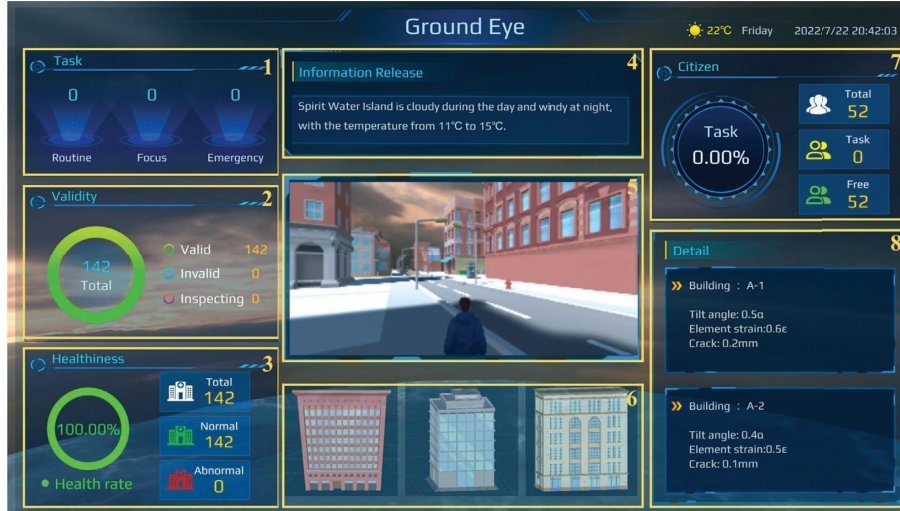 Ground Eye
22℃ Friday 2022/7/22 20:42:03
Task
1
0 0 0
Routine Focus Emergency
Validity
2
142
Total
Valid 142
Invalid 0
Inspecting 0
Healthiness
3
100.00%
Health rate
Total
142
Normal
142
Abnormal
0
4
Information Release
Spirit Water Island is cloudy during the day and windy at night,
with the temperature from 11℃ to 15℃.
5
6
Citizen
7
Task
0.00%
Total
52
Task
0
Free
52
8
Detail
Building : A-1
Tilt angle: 0.5α
Element strain:0.6ε
Crack: 0.2mm
Building : A-2
Tilt angle: 0.4α
Element strain:0.5ε
Crack: 0.1mm